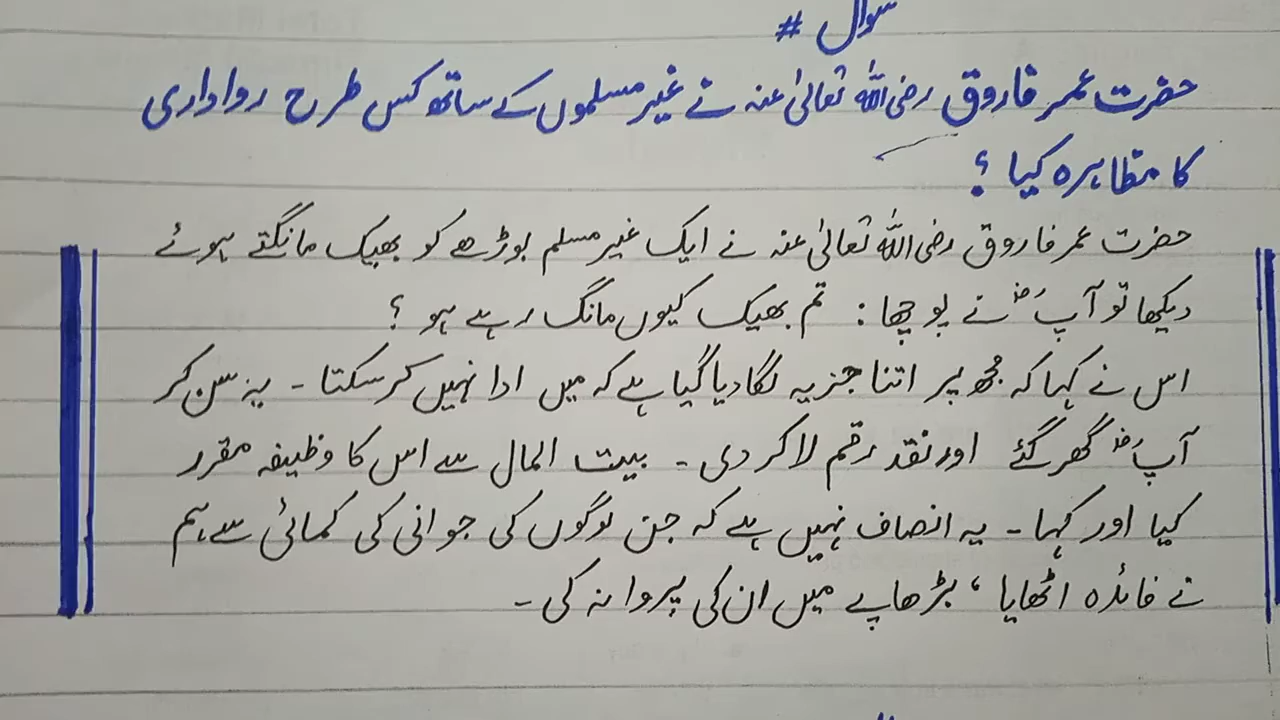 سوال #
حضرت عمر فاروق رضی اللہ تعالیٰ عنہ نے غیر مسلموں کے ساتھ کس طرح رواداری
کا مظاہرہ کیا ؟
حضرت عمر فاروق رضی اللہ تعالیٰ عنہ نے ایک غیر مسلم بوڑھے کو بھیک مانگتے ہوئے
دیکھا تو آپؓ نے پوچھا : تم بھیک کیوں مانگ رہے ہو ؟
اس نے کہا کہ مجھ پر اتنا جزیہ لگا دیا گیا ہے کہ میں ادا نہیں کر سکتا ۔ یہ سن کر
آپؓ گھر گئے اور نقد رقم لا کر دی ۔ بیت المال سے اس کا وظیفہ مقرر
کیا اور کہا ۔ یہ انصاف نہیں ہے کہ جن لوگوں کی جوانی کی کمائی سے ہم
نے فائدہ اٹھایا ، بڑھاپے میں ان کی پروا نہ کی ۔